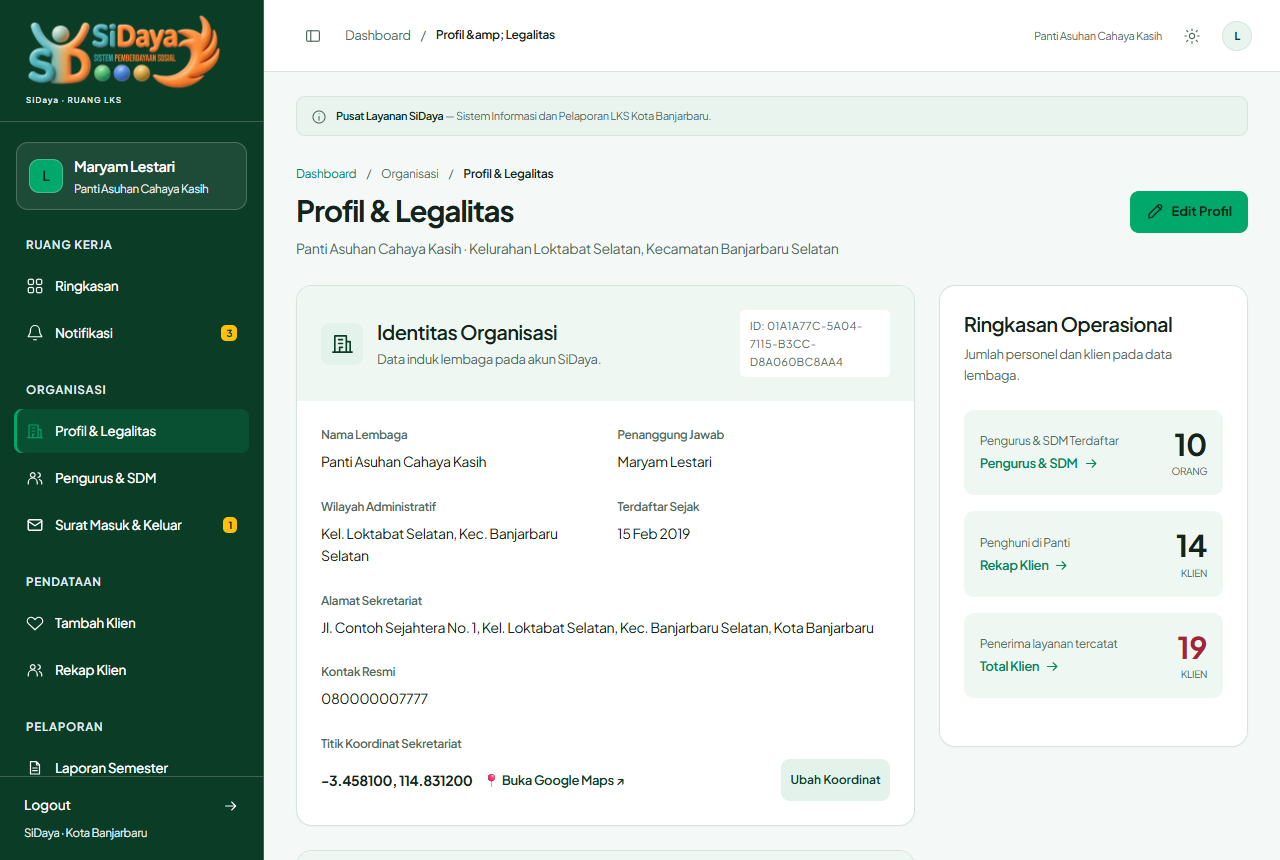 SiDaya
SISTEM PEMBERDAYAAN SOSIAL
SD
SiDaya · RUANG LKS
L
Maryam Lestari
Panti Asuhan Cahaya Kasih
RUANG KERJA
Ringkasan
Notifikasi 3
ORGANISASI
Profil & Legalitas
Pengurus & SDM
Surat Masuk & Keluar 1
PENDATAAN
Tambah Klien
Rekap Klien
PELAPORAN
Laporan Semester
Logout →
SiDaya · Kota Banjarbaru
Dashboard / Profil &amp; Legalitas
Panti Asuhan Cahaya Kasih
L
Pusat Layanan SiDaya — Sistem Informasi dan Pelaporan LKS Kota Banjarbaru.
Dashboard / Organisasi / Profil & Legalitas
Profil & Legalitas
Edit Profil
Panti Asuhan Cahaya Kasih · Kelurahan Loktabat Selatan, Kecamatan Banjarbaru Selatan
Identitas Organisasi
Data induk lembaga pada akun SiDaya.
ID: 01A1A77C-5A04-
7115-B3CC-
D8A060BC8AA4
Nama Lembaga
Panti Asuhan Cahaya Kasih
Penanggung Jawab
Maryam Lestari
Wilayah Administratif
Kel. Loktabat Selatan, Kec. Banjarbaru
Selatan
Terdaftar Sejak
15 Feb 2019
Alamat Sekretariat
Jl. Contoh Sejahtera No. 1, Kel. Loktabat Selatan, Kec. Banjarbaru Selatan, Kota Banjarbaru
Kontak Resmi
080000007777
Titik Koordinat Sekretariat
-3.458100, 114.831200 📍 Buka Google Maps ↗
Ubah Koordinat
Ringkasan Operasional
Jumlah personel dan klien pada data
lembaga.
Pengurus & SDM Terdaftar
Pengurus & SDM →
10
ORANG
Penghuni di Panti
Rekap Klien →
14
KLIEN
Penerima layanan tercatat
Total Klien →
19
KLIEN